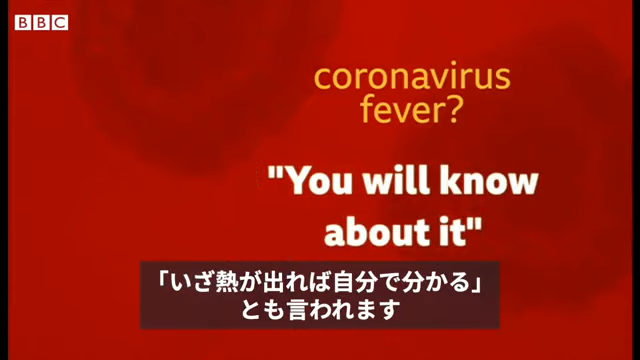 BBC
coronavirus
fever?
"You will know
about it"
「いざ熱が出れば自分で分かる」
とも言われます